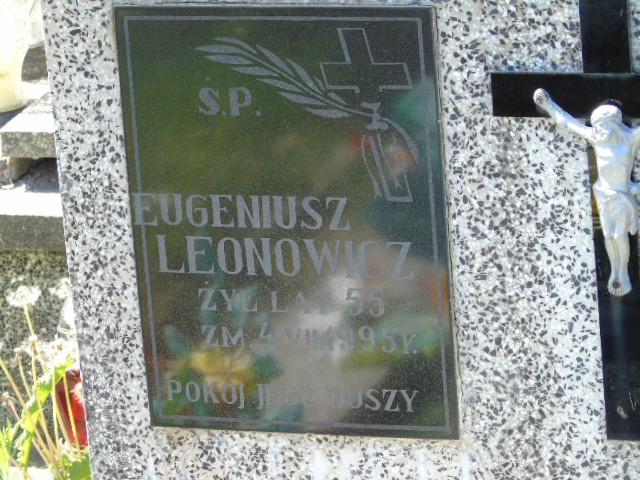 Ś.P.
EUGENIUSZ
LEONOWICZ
ŻYŁ LAT 55
ZM 4 VII 1995 r.
POKÓJ JEGO DUSZY